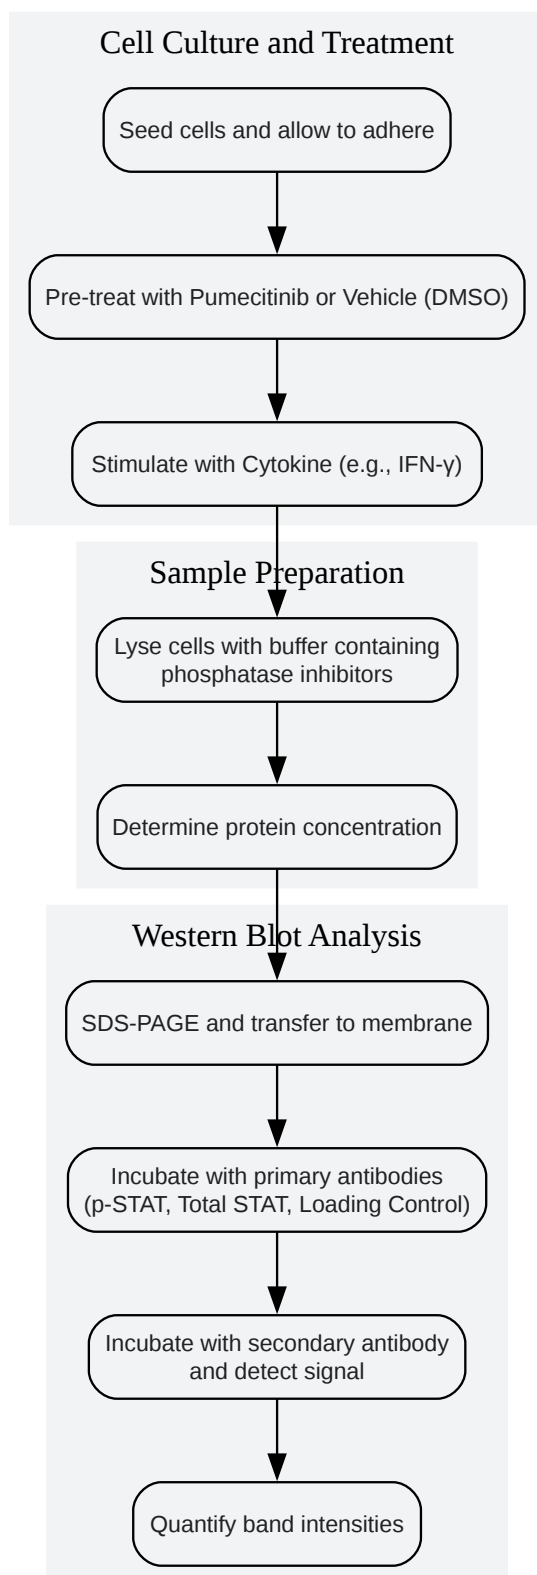 Cell Culture and Treatment
Seed cells and allow to adhere
Pre-treat with Pumecitinib or Vehicle (DMSO)
Stimulate with Cytokine (e.g., IFN-γ)
Sample Preparation
Lyse cells with buffer containing
phosphatase inhibitors
Determine protein concentration
Western Blot Analysis
SDS-PAGE and transfer to membrane
Incubate with primary antibodies
(p-STAT, Total STAT, Loading Control)
Incubate with secondary antibody
and detect signal
Quantify band intensities